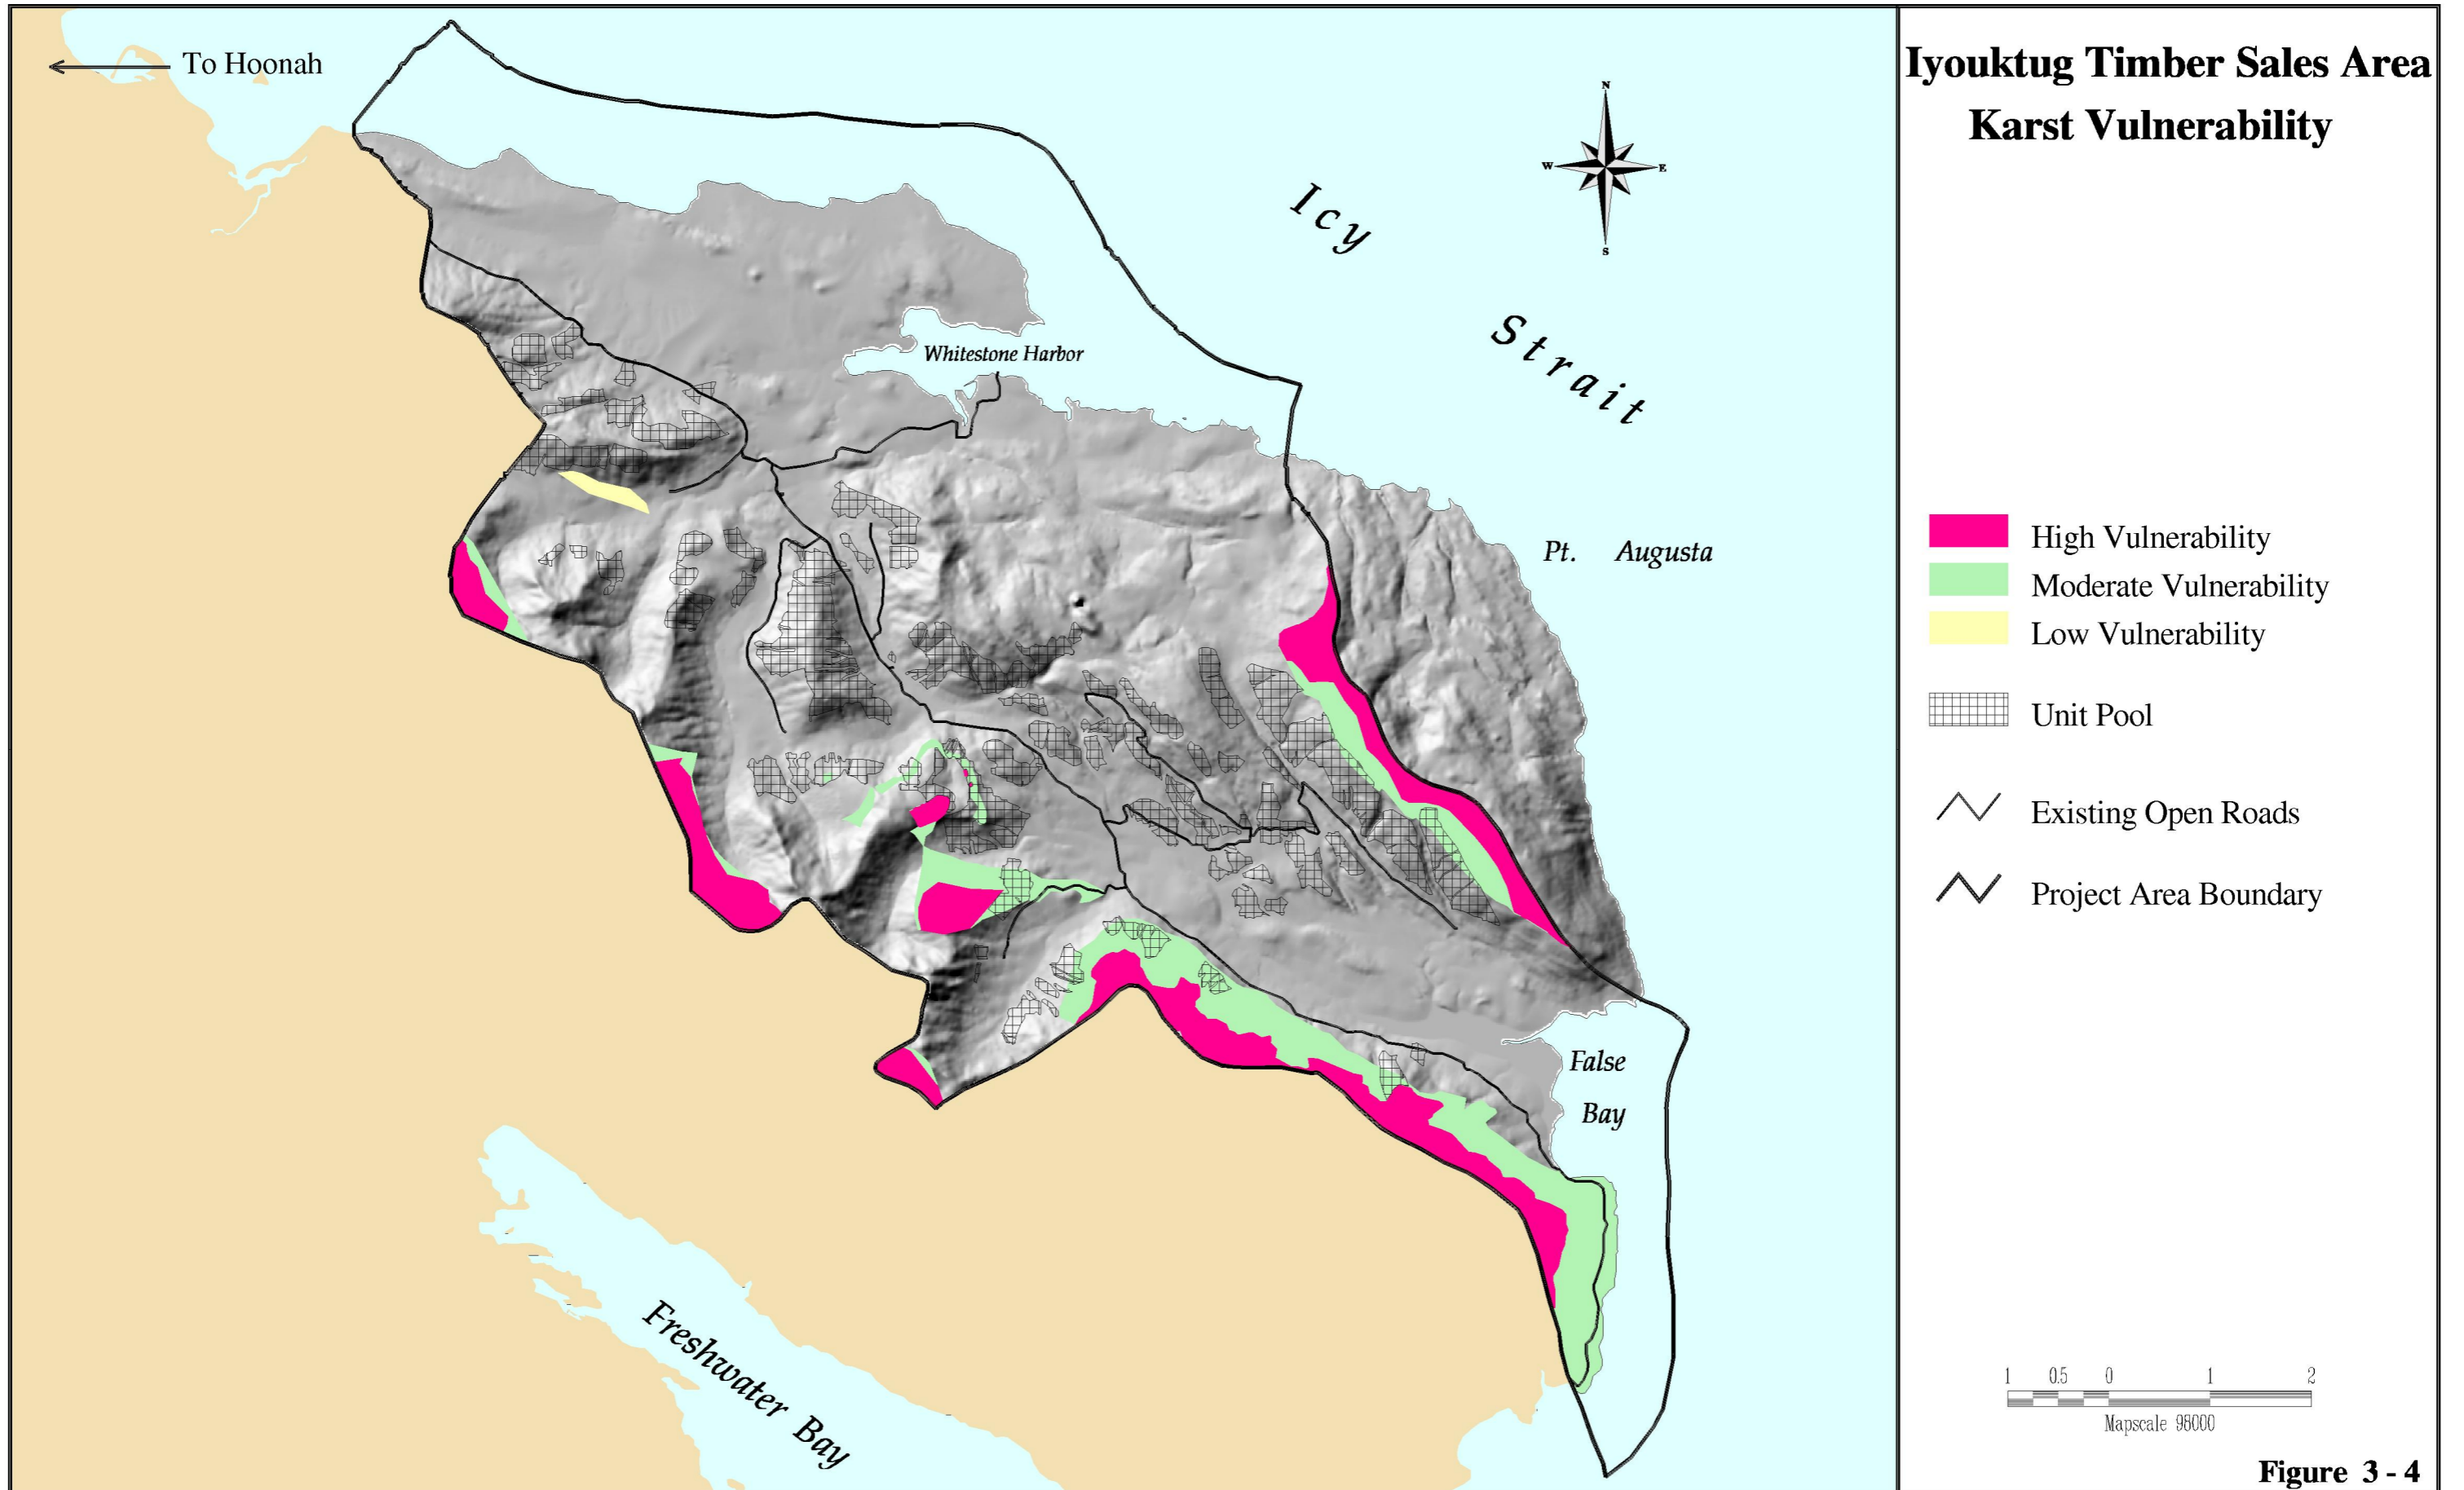 Iyouktug Timber Sales Area
Karst Vulnerability
To Hoonah
N
W
E
S
Icy
Strait
Whitestone Harbor
Pt. Augusta
High Vulnerability
Moderate Vulnerability
Low Vulnerability
Unit Pool
Existing Open Roads
Project Area Boundary
False
Bay
Freshwater Bay
1 0.5 0 1 2
Mapscale 98000
Figure 3 - 4